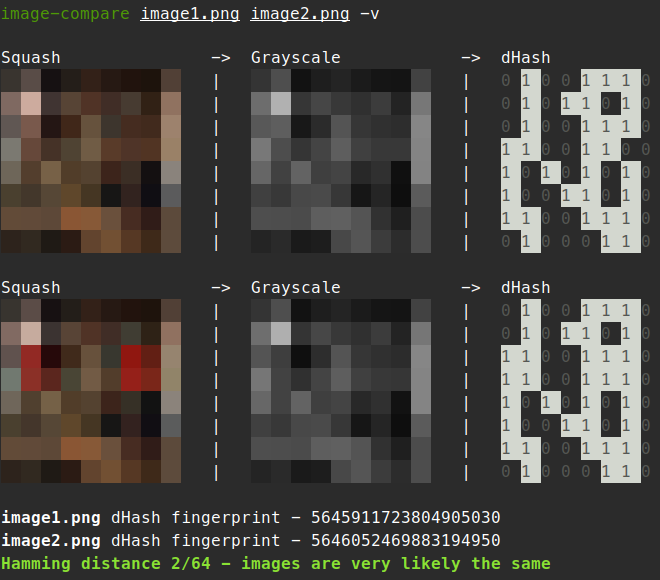 image-compare image1.png image2.png -v
Squash -> Grayscale -> dHash
| | 0 1 0 0 1 1 1 0
| | 0 1 0 1 1 0 1 0
| | 0 1 0 0 1 1 1 0
| | 1 1 0 0 1 1 0 0
| | 1 0 1 0 1 0 1 0
| | 1 0 0 1 1 0 1 0
| | 1 1 0 0 1 1 1 0
| | 0 1 0 0 0 1 1 0
Squash -> Grayscale -> dHash
| | 0 1 0 0 1 1 1 0
| | 0 1 0 1 1 0 1 0
| | 1 1 0 0 1 1 1 0
| | 1 1 0 0 1 1 1 0
| | 1 0 1 0 1 0 1 0
| | 1 0 0 1 1 0 1 0
| | 1 1 0 0 1 1 1 0
| | 0 1 0 0 0 1 1 0
image1.png dHash fingerprint – 5645911723804905030
image2.png dHash fingerprint – 5646052469883194950
Hamming distance 2/64 – images are very likely the same